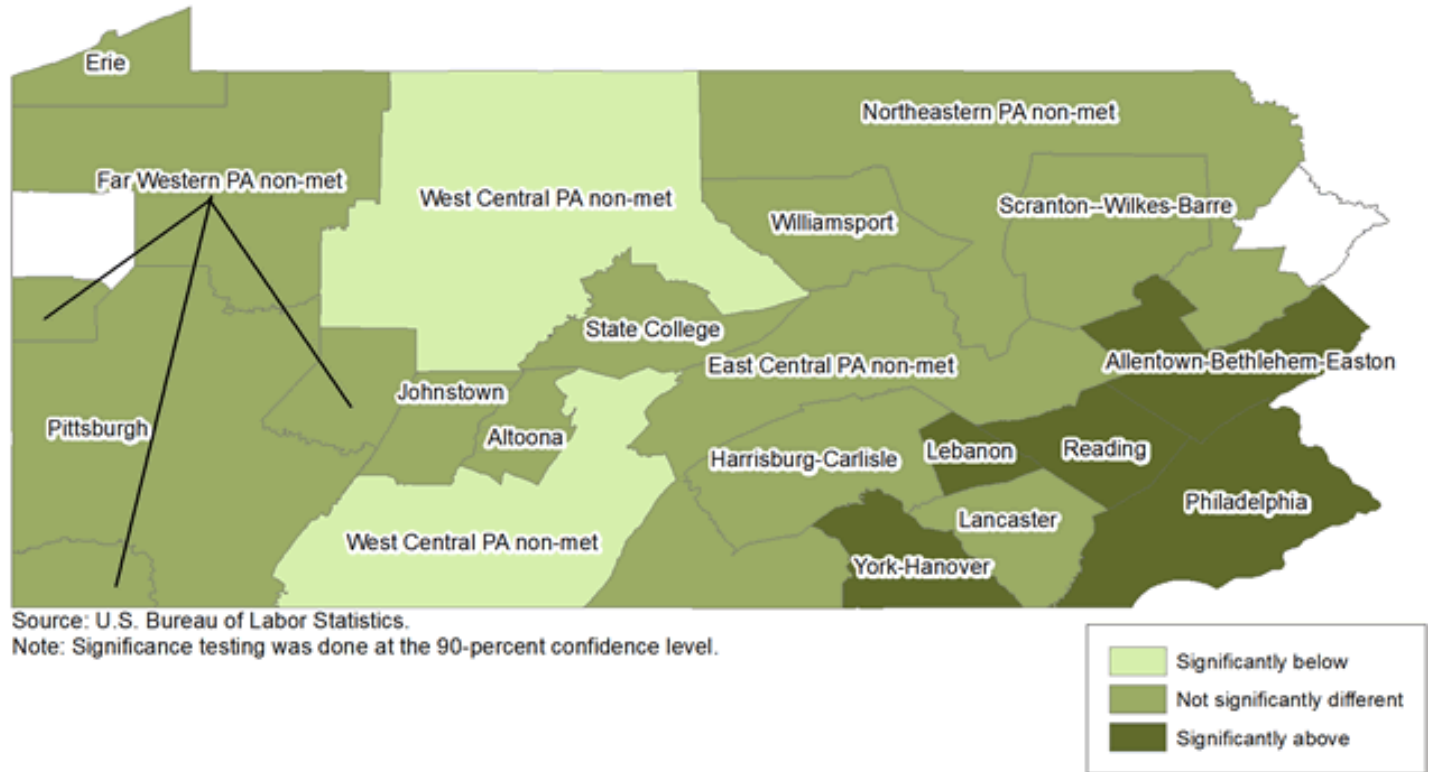 Erie
Northeastern PA non-met
Far Western PA non-met
West Central PA non-met
Scranton--Wilkes-Barre
Williamsport
State College
East Central PA non-met
Allentown-Bethlehem-Easton
Johnstown
Pittsburgh
Altoona
Harrisburg-Carlisle
Lebanon
Reading
Philadelphia
Lancaster
West Central PA non-met
York-Hanover
Source: U.S. Bureau of Labor Statistics.
Note: Significance testing was done at the 90-percent confidence level.
Significantly below
Not significantly different
Significantly above